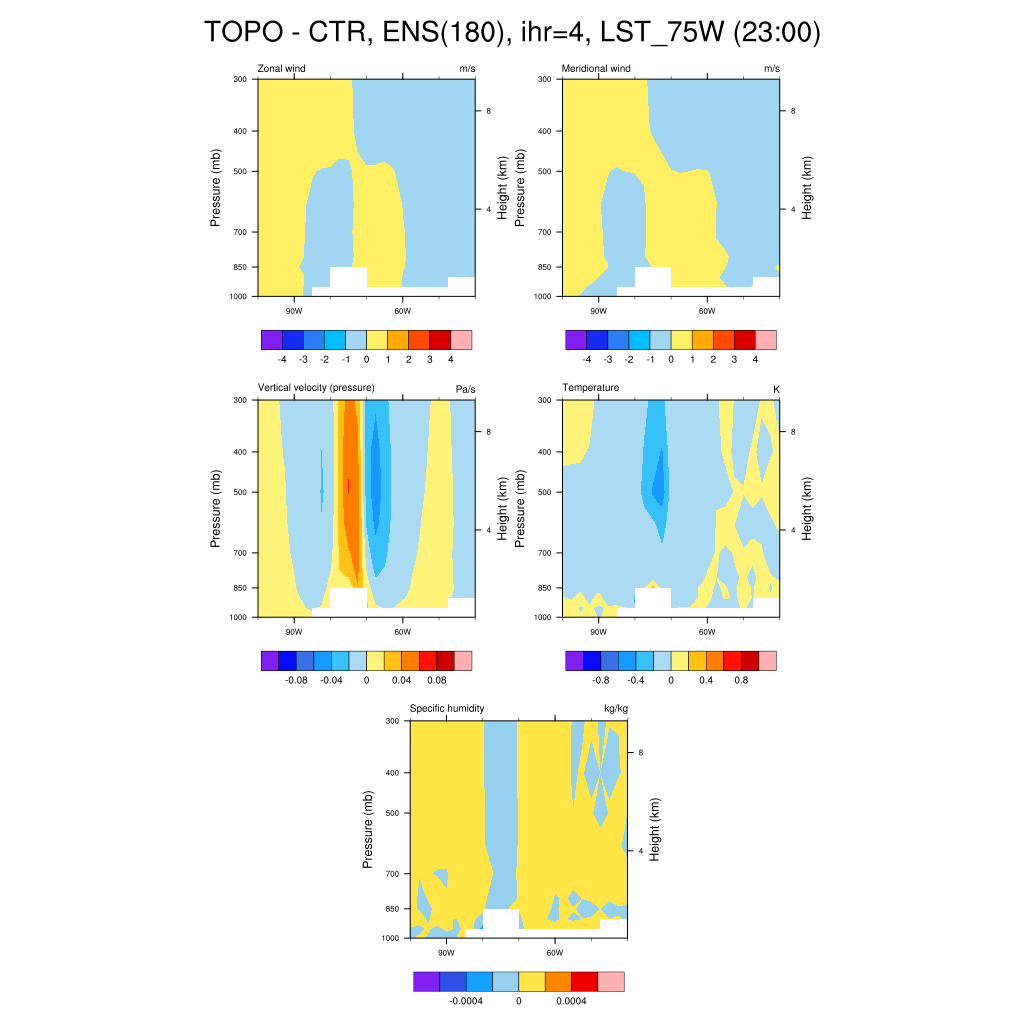 TOPO - CTR, ENS(180), ihr=4, LST_75W (23:00)
Zonal wind m/s
300
400
500
700
850
1000
Pressure (mb)
8
4
Height (km)
90W 60W
-4 -3 -2 -1 0 1 2 3 4
Meridional wind m/s
300
400
500
700
850
1000
Pressure (mb)
8
4
Height (km)
90W 60W
-4 -3 -2 -1 0 1 2 3 4
Vertical velocity (pressure) Pa/s
300
400
500
700
850
1000
Pressure (mb)
8
4
Height (km)
90W 60W
-0.08 -0.04 0 0.04 0.08
Temperature K
300
400
500
700
850
1000
Pressure (mb)
8
4
Height (km)
90W 60W
-0.8 -0.4 0 0.4 0.8
Specific humidity kg/kg
300
400
500
700
850
1000
Pressure (mb)
8
4
Height (km)
90W 60W
-0.0004 0 0.0004